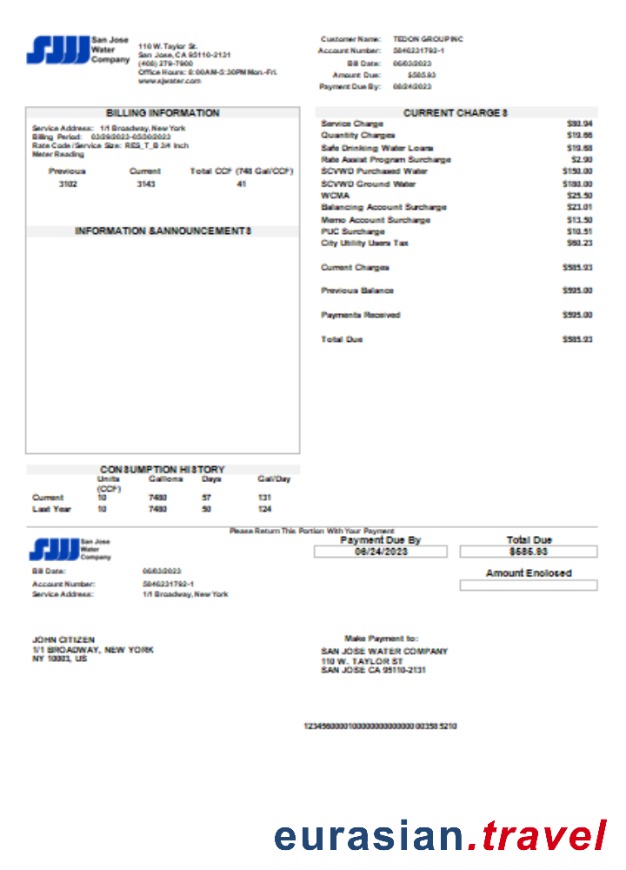 SJW San Jose
Water
Company
110 W. Taylor St.
San Jose, CA 95110-2131
(408) 279-7900
Office Hours: 8:00AM-5:30PM Mon.-Fri.
www.sjwater.com
Customer Name: TEDON GROUP INC
Account Number: 5846231792-1
Bill Date: 06/03/2023
Amount Due: $585.93
Payment Due By: 06/24/2023
BILLING INFORMATION
Service Address: 1/1 Broadway, New York
Billing Period: 03/29/2023-05/30/2023
Rate Code/Service Size: RES_T_B 3/4 Inch
Meter Reading
Previous Current Total CCF (748 Gal/CCF)
3102 3143 41
INFORMATION & ANNOUNCEMENTS
CURRENT CHARGES
Service Charge $80.94
Quantity Charges $19.66
Safe Drinking Water Loans $19.68
Rate Assist Program Surcharge $2.90
SCVWD Purchased Water $150.00
SCVWD Ground Water $180.00
WCMA $25.50
Balancing Account Surcharge $23.01
Memo Account Surcharge $13.50
PUC Surcharge $10.51
City Utility Users Tax $60.23
Current Charges $585.93
Previous Balance $595.00
Payments Received $595.00
Total Due $585.93
CONSUMPTION HISTORY
Units Gallons Days Gal/Day
(CCF)
Current 10 7480 57 131
Last Year 10 7480 50 124
Please Return This Portion With Your Payment
SJW San Jose
Water
Company
Payment Due By Total Due
06/24/2023 $585.93
Amount Enclosed
Bill Date: 06/03/2023
Account Number: 5846231792-1
Service Address: 1/1 Broadway, New York
JOHN CITIZEN
1/1 BROADWAY, NEW YORK
NY 10003, US
Make Payment to:
SAN JOSE WATER COMPANY
110 W. TAYLOR ST
SAN JOSE CA 95110-2131
eurasian.travel